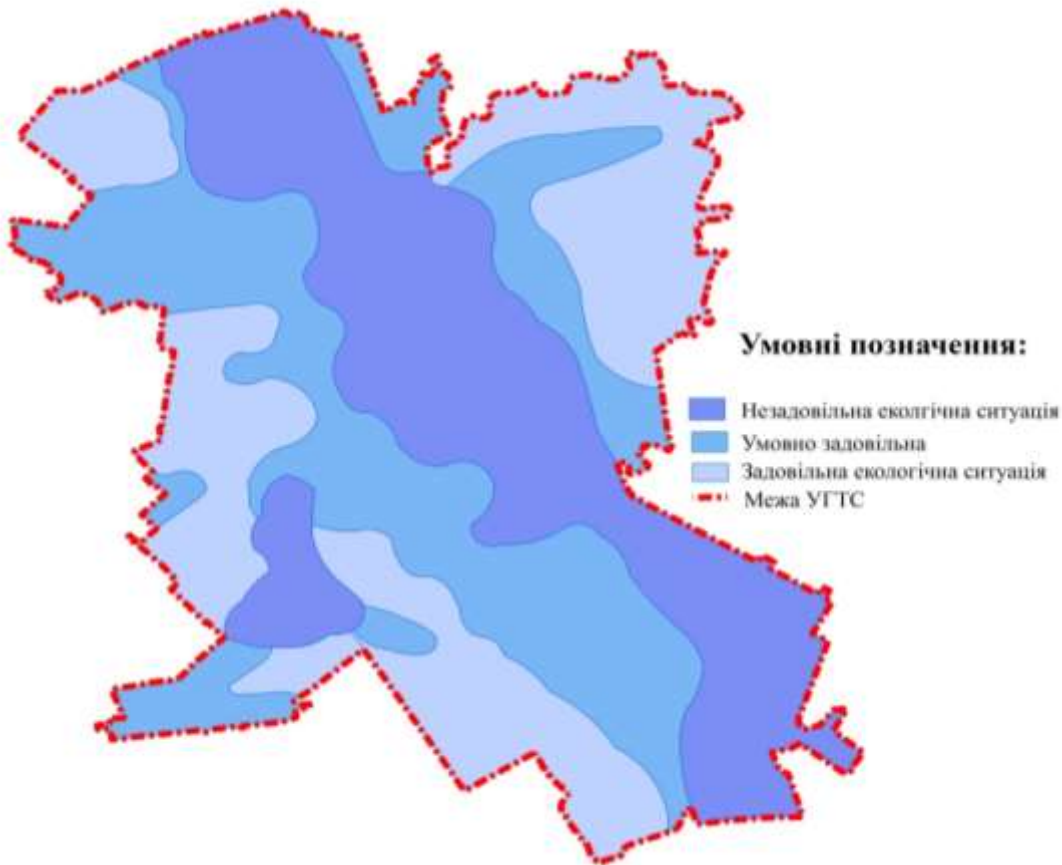 Умовні позначення:
Незадовільна еколгічна ситуація
Умовно задовільна
Задовільна екологічна ситуація
Межа УГТС